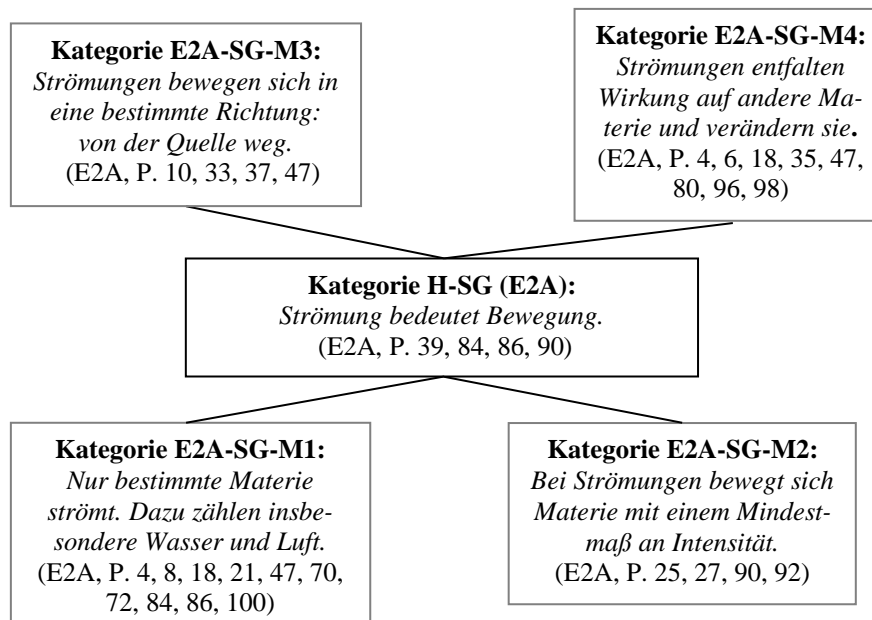 Kategorie E2A-SG-M3:
Strömungen bewegen sich in
eine bestimmte Richtung:
von der Quelle weg.
(E2A, P. 10, 33, 37, 47)
Kategorie E2A-SG-M4:
Strömungen entfalten
Wirkung auf andere Ma-
terie und verändern sie.
(E2A, P. 4, 6, 18, 35, 47,
80, 96, 98)
Kategorie H-SG (E2A):
Strömung bedeutet Bewegung.
(E2A, P. 39, 84, 86, 90)
Kategorie E2A-SG-M1:
Nur bestimmte Materie
strömt. Dazu zählen insbe-
sondere Wasser und Luft.
(E2A, P. 4, 8, 18, 21, 47, 70,
72, 84, 86, 100)
Kategorie E2A-SG-M2:
Bei Strömungen bewegt sich
Materie mit einem Mindest-
maß an Intensität.
(E2A, P. 25, 27, 90, 92)